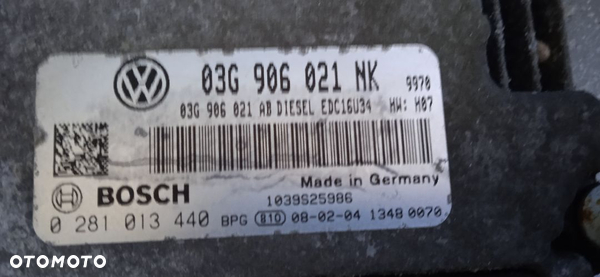 03G 906 021 NK 9970
03G 906 021 AB DIESEL EDC16U34 HW: H07
Made in Germany
BOSCH
1039S25986
0 281 013 440 BPG 810 08-02-04 1348 0070
OTOMOTO
OTOMOTO